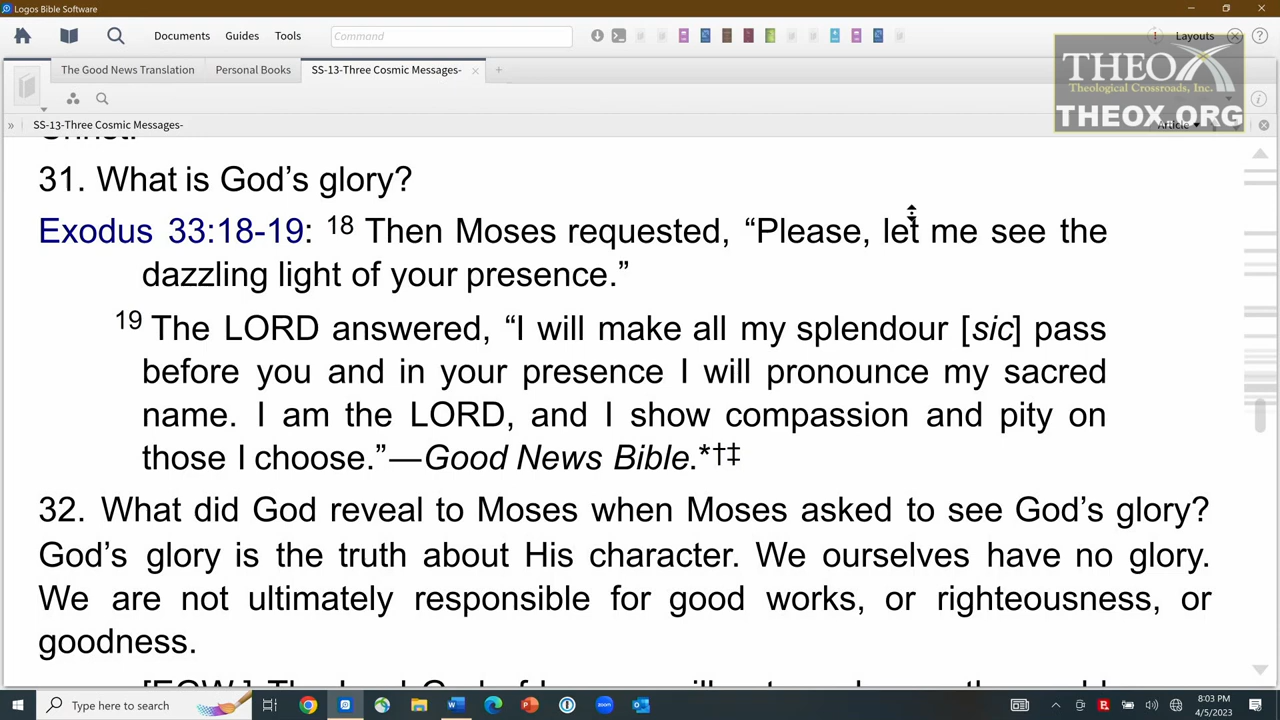 Logos Bible Software
Documents Guides Tools Command Layouts
THEOX
Theological Crossroads, Inc.
THEOX.ORG
The Good News Translation Personal Books SS-13-Three Cosmic Messages-
SS-13-Three Cosmic Messages- Article
Christ.
31. What is God’s glory?
Exodus 33:18-19: 18 Then Moses requested, “Please, let me see the
dazzling light of your presence.”
19 The LORD answered, “I will make all my splendour [sic] pass
before you and in your presence I will pronounce my sacred
name. I am the LORD, and I show compassion and pity on
those I choose.”—Good News Bible.*†‡
32. What did God reveal to Moses when Moses asked to see God’s glory?
God’s glory is the truth about His character. We ourselves have no glory.
We are not ultimately responsible for good works, or righteousness, or
goodness.
Type here to search
8:03 PM
4/5/2023